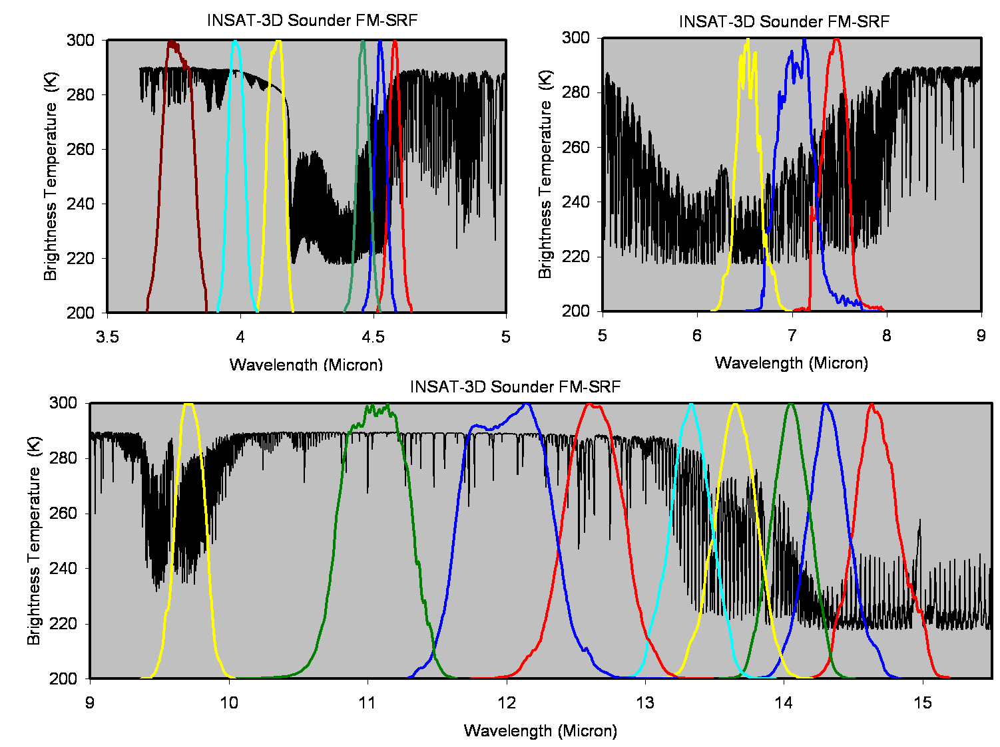 INSAT-3D Sounder FM-SRF
300
280
260
240
220
200
Brightness Temperature (K)
3.5 4 4.5 5
Wavelength (Micron)
INSAT-3D Sounder FM-SRF
300
280
260
240
220
200
Brightness Temperature (K)
5 6 7 8 9
Wavelength (Micron)
INSAT-3D Sounder FM-SRF
300
280
260
240
220
200
Brightness Temperature (K)
9 10 11 12 13 14 15
Wavelength (Micron)